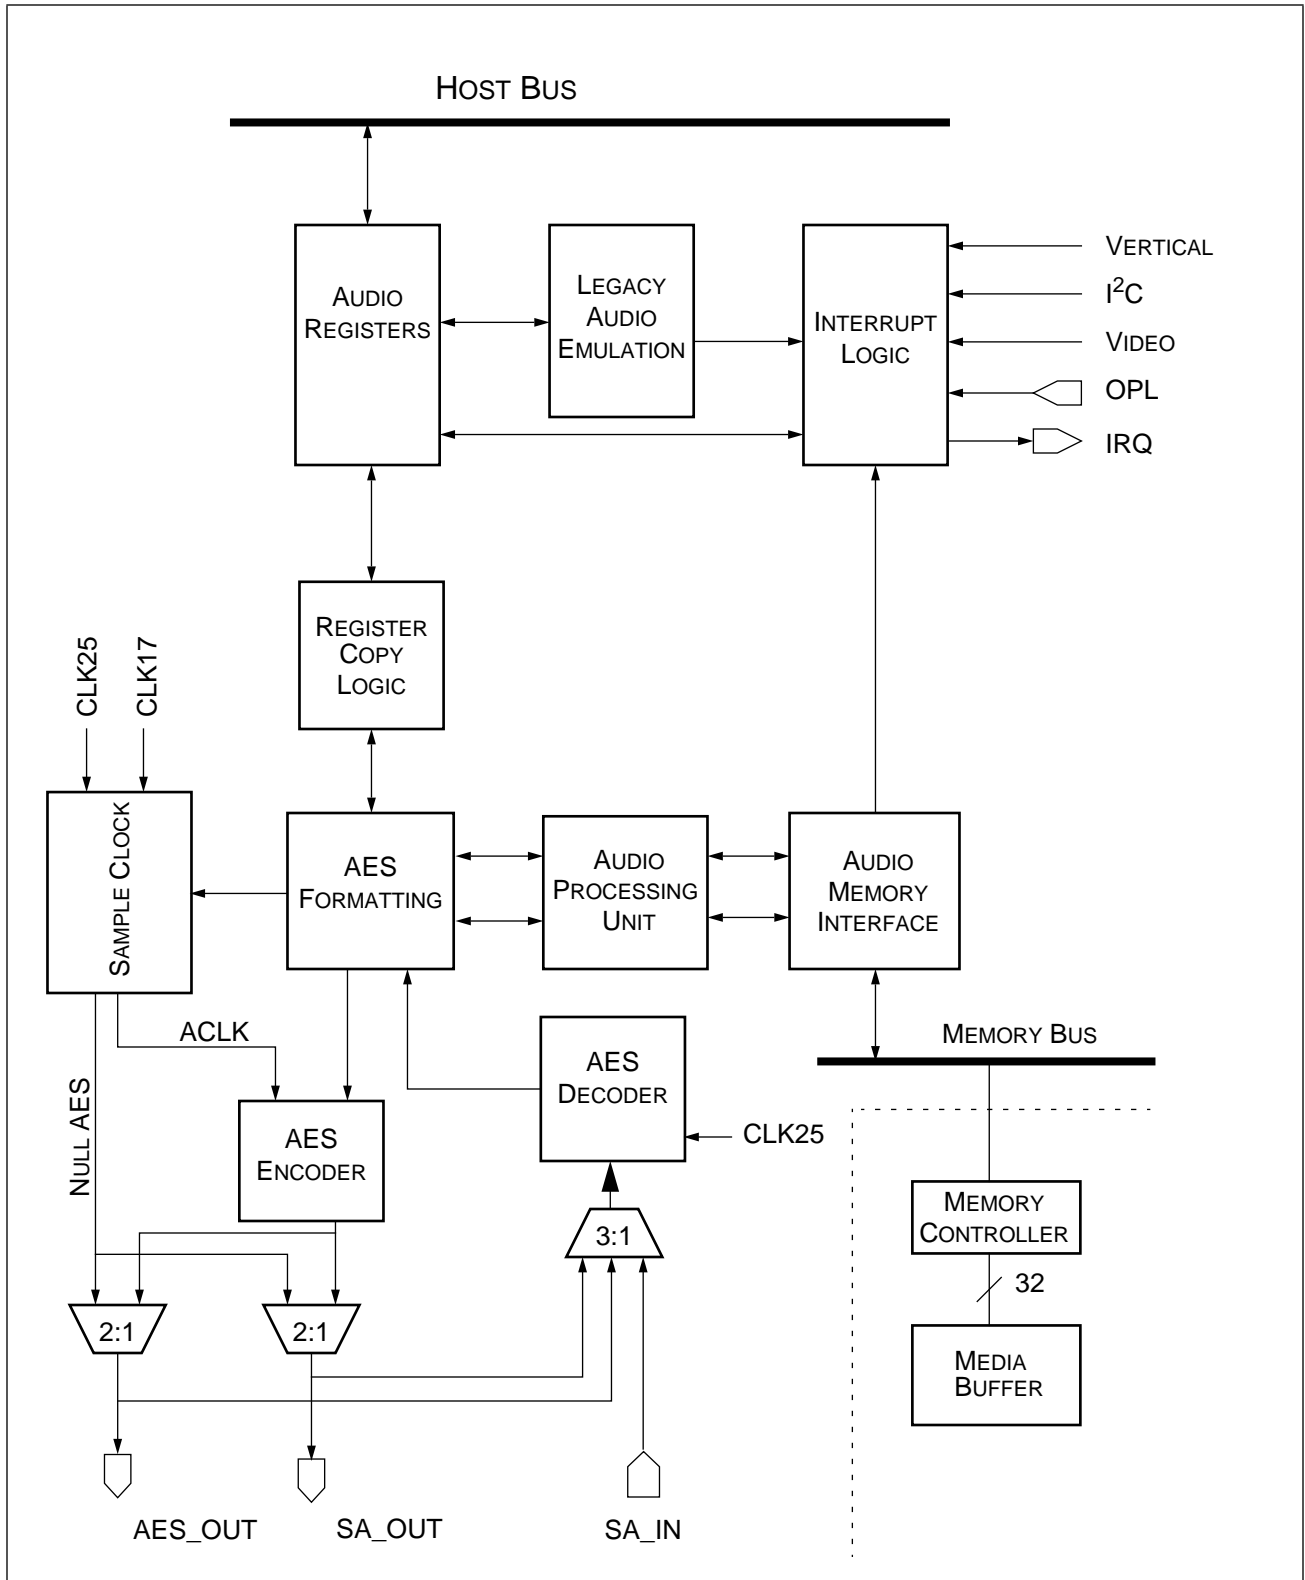 HOST BUS
AUDIO
REGISTERS
LEGACY
AUDIO
EMULATION
INTERRUPT
LOGIC
VERTICAL
I²C
VIDEO
OPL
IRQ
REGISTER
COPY
LOGIC
CLK25
CLK17
SAMPLE CLOCK
AES
FORMATTING
AUDIO
PROCESSING
UNIT
AUDIO
MEMORY
INTERFACE
ACLK
NULL AES
AES
ENCODER
AES
DECODER
CLK25
MEMORY BUS
MEMORY
CONTROLLER
32
MEDIA
BUFFER
3:1
2:1
2:1
AES_OUT
SA_OUT
SA_IN